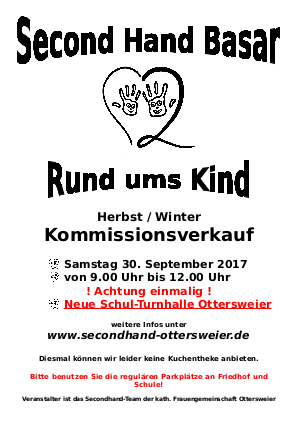 Second Hand Basar
Rund ums Kind
Herbst / Winter
Kommissionsverkauf
Samstag 30. September 2017
von 9.00 Uhr bis 12.00 Uhr
! Achtung einmalig !
Neue Schul-Turnhalle Ottersweier
weitere Infos unter
www.secondhand-ottersweier.de
Diesmal können wir leider keine Kuchentheke anbieten.
Bitte benutzen Sie die regulären Parkplätze an Friedhof und
Schule!
Veranstalter ist das Secondhand-Team der kath. Frauengemeinschaft Ottersweier